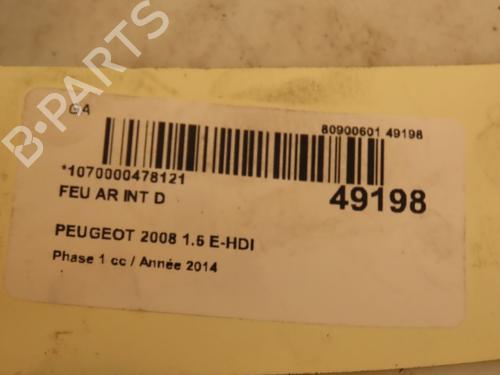 GA
80900601 49198
*1070000478121
FEU AR INT D
49198
PEUGEOT 2008 1.6 E-HDI
Phase 1 cc / Année 2014
B-PARTS